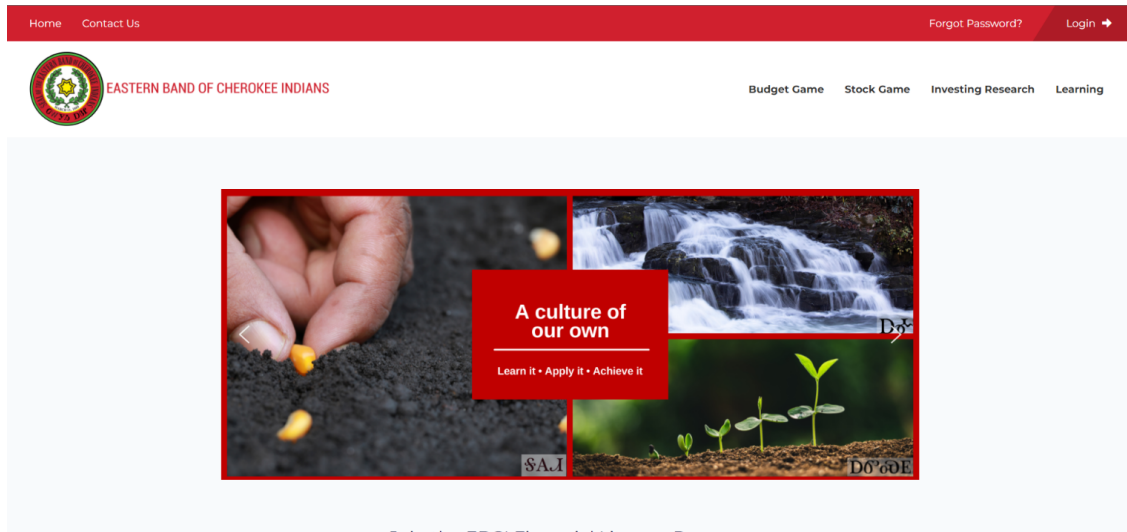 Home Contact Us Forgot Password? Login
EASTERN BAND OF CHEROKEE INDIANS
Budget Game Stock Game Investing Research Learning
A culture of
our own
Learn it • Apply it • Achieve it